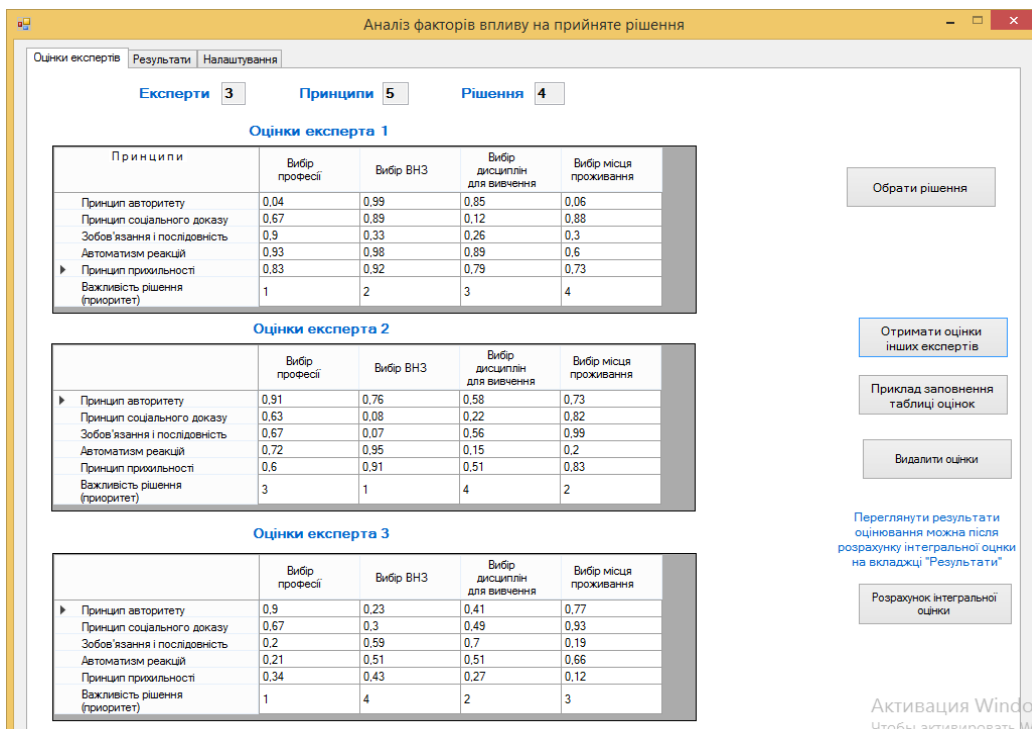 Аналіз факторів впливу на прийняте рішення
Оцінки експертів Результати Налаштування
Експерти 3 Принципи 5 Рішення 4
Оцінки експерта 1
Принципи Вибір професії Вибір ВНЗ Вибір дисциплін для вивчення Вибір місця проживання
Принцип авторитету 0,04 0,99 0,85 0,06
Принцип соціального доказу 0,67 0,89 0,12 0,88
Зобов'язання і послідовність 0,9 0,33 0,26 0,3
Автоматизм реакцій 0,93 0,98 0,89 0,6
Принцип прихильності 0,83 0,92 0,79 0,73
Важливість рішення (приоритет) 1 2 3 4
Обрати рішення
Оцінки експерта 2
Вибір професії Вибір ВНЗ Вибір дисциплін для вивчення Вибір місця проживання
Принцип авторитету 0,91 0,76 0,58 0,73
Принцип соціального доказу 0,63 0,08 0,22 0,82
Зобов'язання і послідовність 0,67 0,07 0,56 0,99
Автоматизм реакцій 0,72 0,95 0,15 0,2
Принцип прихильності 0,6 0,91 0,51 0,83
Важливість рішення (приоритет) 3 1 4 2
Отримати оцінки
інших експертів
Приклад заповнення
таблиці оцінок
Видалити оцінки
Оцінки експерта 3
Вибір професії Вибір ВНЗ Вибір дисциплін для вивчення Вибір місця проживання
Принцип авторитету 0,9 0,23 0,41 0,77
Принцип соціального доказу 0,67 0,3 0,49 0,93
Зобов'язання і послідовність 0,2 0,59 0,7 0,19
Автоматизм реакцій 0,21 0,51 0,51 0,66
Принцип прихильності 0,34 0,43 0,27 0,12
Важливість рішення (приоритет) 1 4 2 3
Переглянути результати
оцінювання можна після
розрахунку інтегральної оцнки
на вкладжці "Результати"
Розрахунок інтегральної
оцінки
Активация Windo